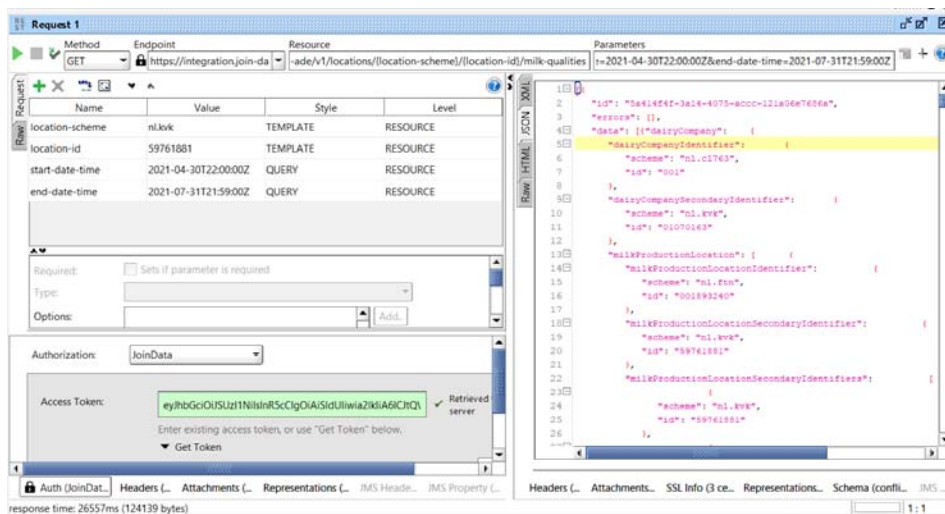 Request 1
Method
Endpoint
Resource
Parameters
GET
https://integration.join-da
-ade/v1/locations/{location-scheme}/{location-id}/milk-qualities
t=2021-04-30T22:00:00Z&end-date-time=2021-07-31T21:59:00Z
Request
Raw
Name Value Style Level
location-scheme nl.kvk TEMPLATE RESOURCE
location-id 59761881 TEMPLATE RESOURCE
start-date-time 2021-04-30T22:00:00Z QUERY RESOURCE
end-date-time 2021-07-31T21:59:00Z QUERY RESOURCE
Required: Sets if parameter is required
Type:
Options: Add..
Authorization: JoinData
Access Token:
Retrieved
server
Enter existing access token, or use "Get Token" below.
Get Token
Auth (JoinDat... Headers (... Attachments (... Representations (... JMS Heade... JMS Property (...
response time: 26557ms (124139 bytes)
XML
JSON
HTML
Raw
1 {
2 "id":
3 "errors": [],
4 "data": [{"dairyCompany": {
5 "dairyCompanyIdentifier": {
6 "scheme": "nl.c1763",
7 "id": "001"
8 },
9 "dairyCompanySecondaryIdentifier": {
10 "scheme": "nl.kvk",
11 "id": "01070163"
12 },
13 "milkProductionLocation": [ {
14 "milkProductionLocationIdentifier": {
15 "scheme": "nl.ftn",
16 "id": "001893240"
17 },
18 "milkProductionLocationSecondaryIdentifier": {
19 "scheme": "nl.kvk",
20 "id": "59761881"
21 },
22 "milkProductionLocationSecondaryIdentifiers": [
23 {
24 "scheme": "nl.kvk",
25 "id": "59761881"
26 },
Headers (... Attachments... SSL Info (3 ce... Representations... Schema (confli... JMS
1:1